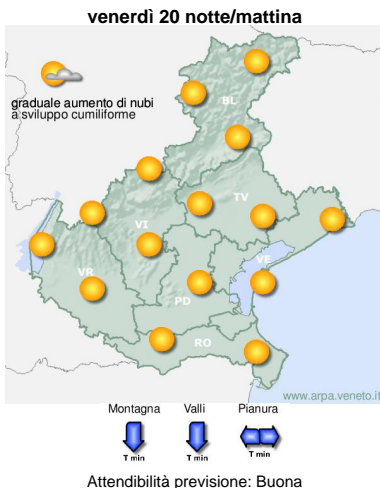 venerdì 20 notte/mattina
graduale aumento di nubi
a sviluppo cumiliforme
BL
TV
VI
VE
VR
PD
RO
www.arpa.veneto.it
Montagna Valli Pianura
T min T min T min
Attendibilità previsione: Buona